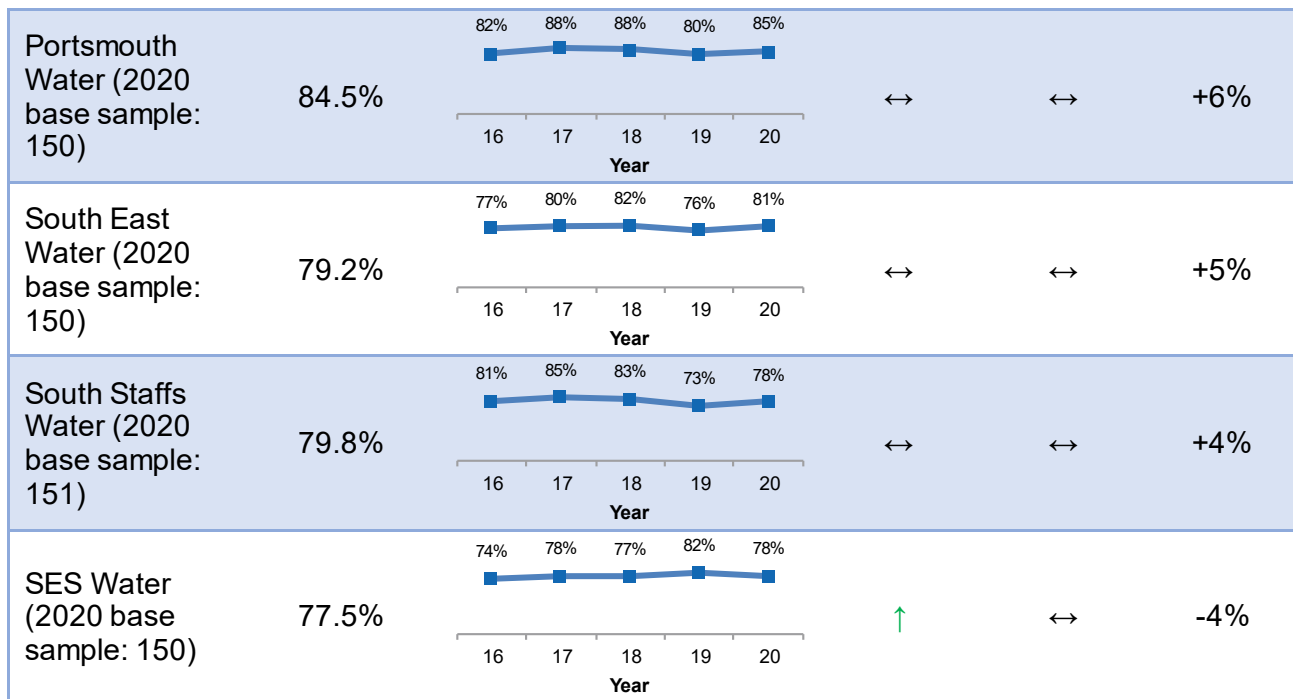 Portsmouth
Water (2020
base sample:
150)
84.5%
82% 88% 88% 80% 85%
16 17 18 19 20
Year
↔ ↔ +6%
South East
Water (2020
base sample:
150)
79.2%
77% 80% 82% 76% 81%
16 17 18 19 20
Year
↔ ↔ +5%
South Staffs
Water (2020
base sample:
151)
79.8%
81% 85% 83% 73% 78%
16 17 18 19 20
Year
↔ ↔ +4%
SES Water
(2020 base
sample: 150)
77.5%
74% 78% 77% 82% 78%
16 17 18 19 20
Year
↑ ↔ -4%